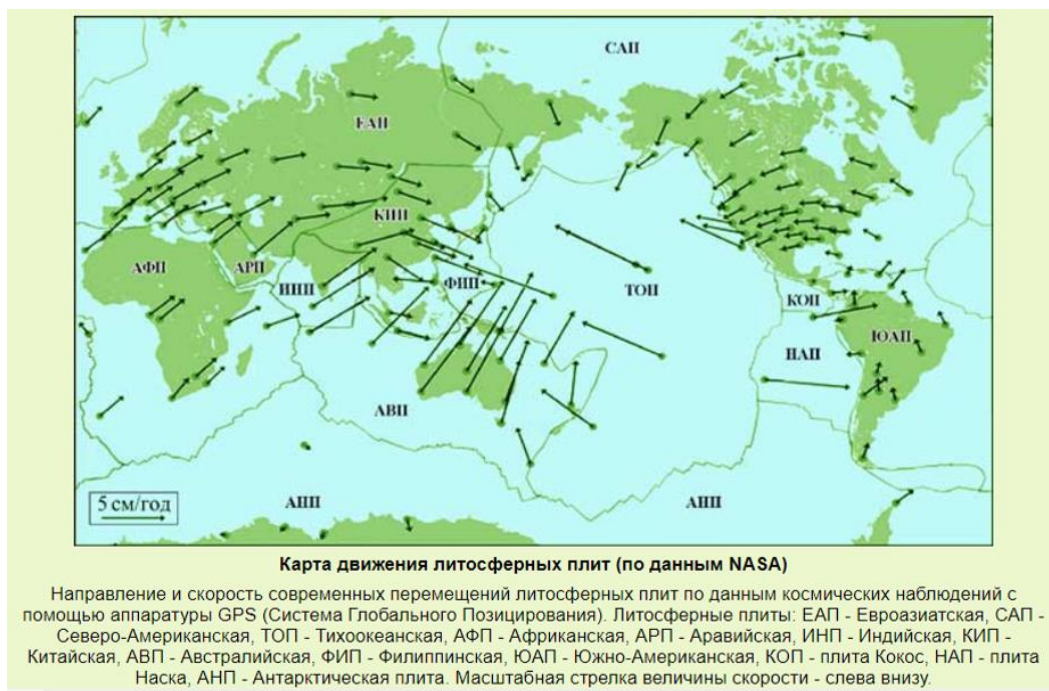 САП
ЕАП
КИП
АФП
АРП
ИНП
ФИП
ТОП
КОП
ЮАП
НАП
АВП
5 см/год
АНП
АНП
Карта движения литосферных плит (по данным NASA)
Направление и скорость современных перемещений литосферных плит по данным космических наблюдений с
помощью аппаратуры GPS (Система Глобального Позицирования). Литосферные плиты: ЕАП - Евроазиатская, САП -
Северо-Американская, ТОП - Тихоокеанская, АФП - Африканская, АРП - Аравийская, ИНП - Индийская, КИП -
Китайская, АВП - Австралийская, ФИП - Филиппинская, ЮАП - Южно-Американская, КОП - плита Кокос, НАП - плита
Наска, АНП - Антарктическая плита. Масштабная стрелка величины скорости - слева внизу.